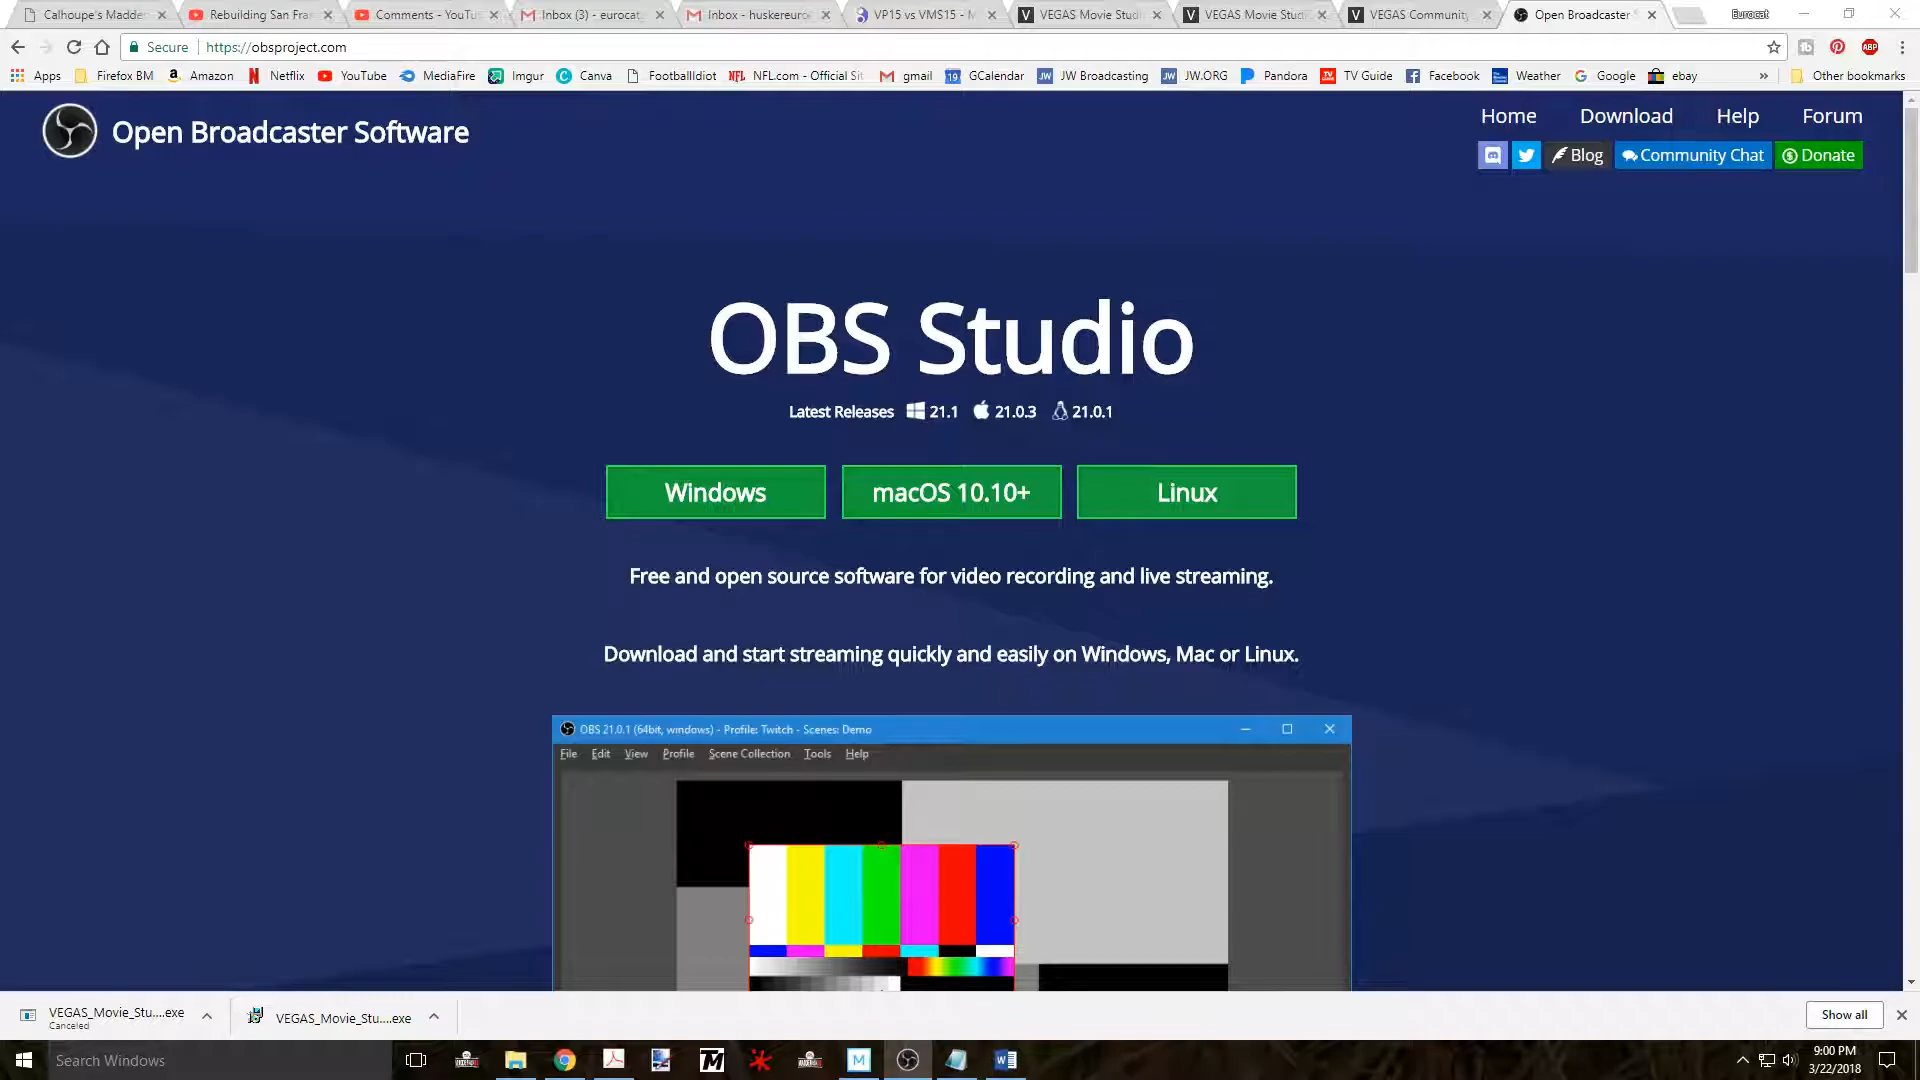 Calhoupe's Madden
Rebuilding San Fra
Comments - YouTu
Inbox (3) - eurocat
Inbox - huskereuro
VP15 vs VMS15 - M
VEGAS Movie Studi
VEGAS Movie Studi
VEGAS Community
Open Broadcaster S
Eurocat
Secure
https://obsproject.com
Apps
Firefox BM
Amazon
Netflix
YouTube
MediaFire
Imgur
Canva
FootballIdiot
NFL.com - Official Sit
gmail
GCalendar
JW Broadcasting
JW.ORG
Pandora
TV Guide
Facebook
Weather
Google
ebay
»
Other bookmarks
Open Broadcaster Software
Home
Download
Help
Forum
Blog
Community Chat
Donate
OBS Studio
Latest Releases 21.1 21.0.3 21.0.1
Windows
macOS 10.10+
Linux
Free and open source software for video recording and live streaming.
Download and start streaming quickly and easily on Windows, Mac or Linux.
OBS 21.0.1 (64bit, windows) - Profile: Twitch - Scenes: Demo
File Edit View Profile Scene Collection Tools Help
VEGAS_Movie_Stu....exe
Canceled
VEGAS_Movie_Stu....exe
Show all
Search Windows
9:00 PM
3/22/2018